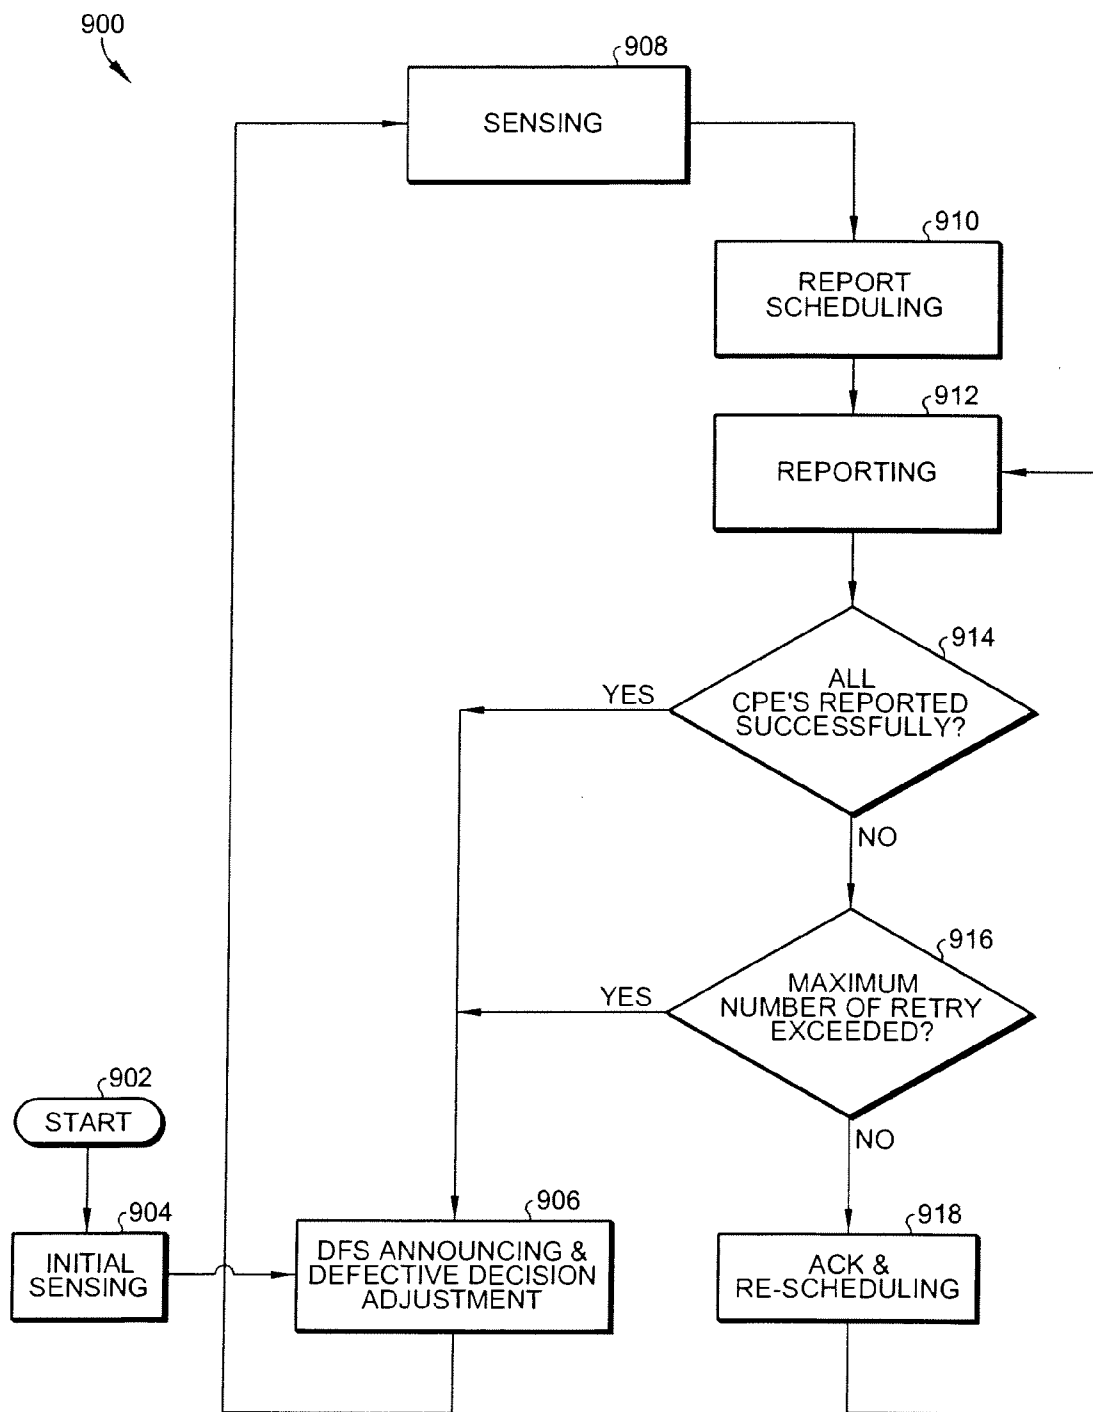 900
908
SENSING
910
REPORT
SCHEDULING
912
REPORTING
914
ALL
CPE'S REPORTED
SUCCESSFULLY?
YES
NO
916
MAXIMUM
NUMBER OF RETRY
EXCEEDED?
YES
NO
902
START
904
INITIAL
SENSING
906
DFS ANNOUNCING &
DEFECTIVE DECISION
ADJUSTMENT
918
ACK &
RE-SCHEDULING